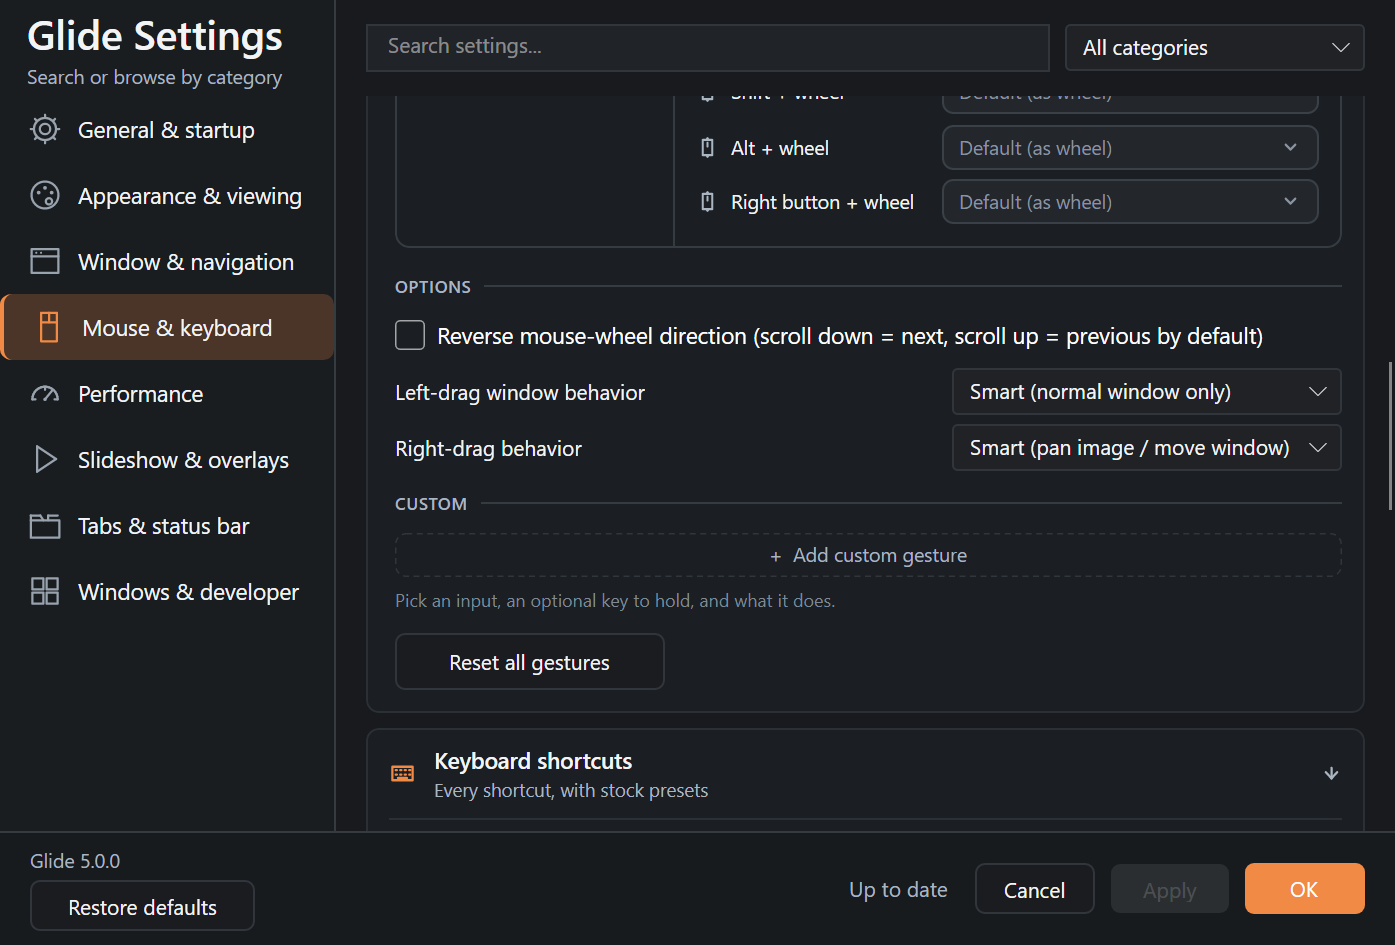 Glide Settings
Search or browse by category
General & startup
Appearance & viewing
Window & navigation
Mouse & keyboard
Performance
Slideshow & overlays
Tabs & status bar
Windows & developer
Search settings...
All categories
Shift + wheel
Default (as wheel)
Alt + wheel
Default (as wheel)
Right button + wheel
Default (as wheel)
OPTIONS
Reverse mouse-wheel direction (scroll down = next, scroll up = previous by default)
Left-drag window behavior
Smart (normal window only)
Right-drag behavior
Smart (pan image / move window)
CUSTOM
+ Add custom gesture
Pick an input, an optional key to hold, and what it does.
Reset all gestures
Keyboard shortcuts
Every shortcut, with stock presets
Glide 5.0.0
Restore defaults
Up to date
Cancel
Apply
OK